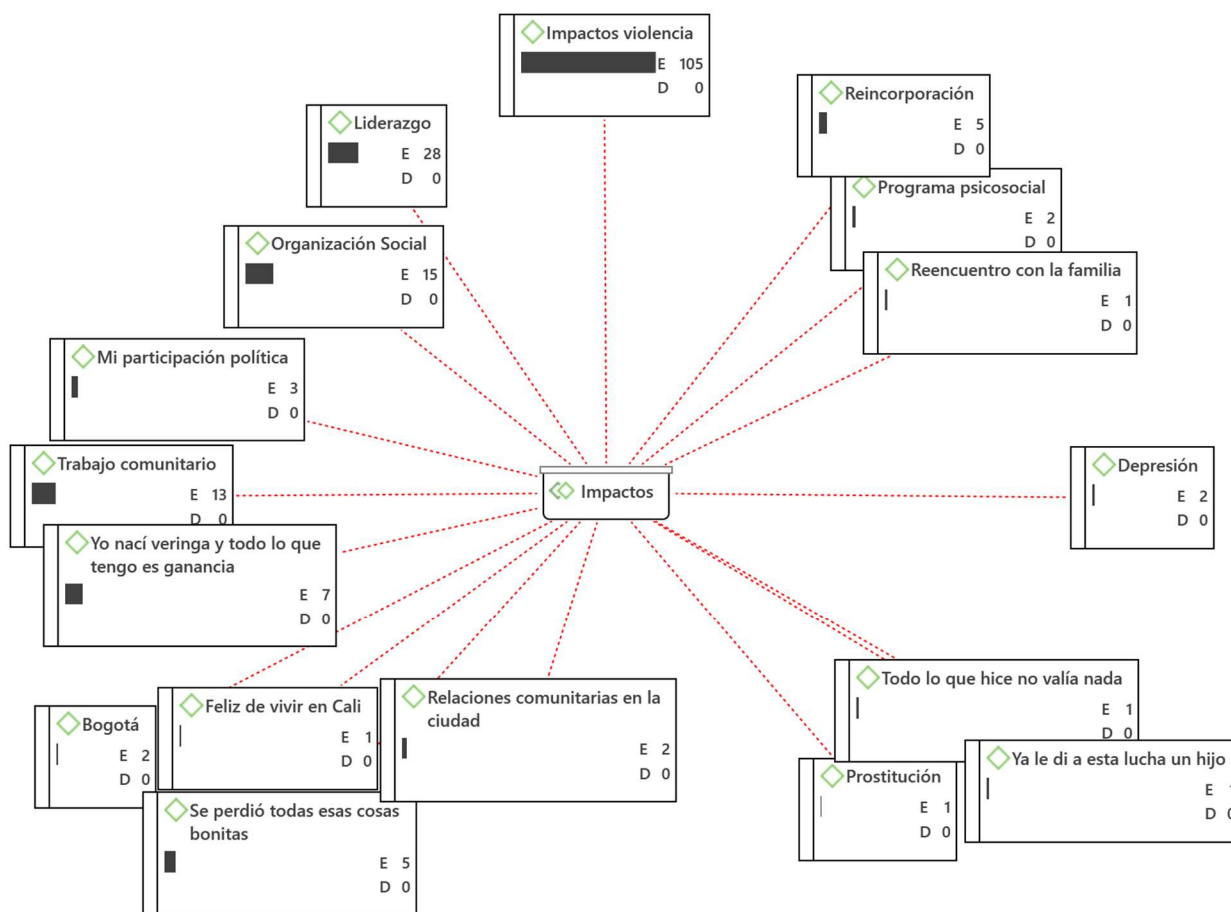 Impactos violencia
E 105
D 0
Reincorporación
E 5
D 0
Liderazgo
E 28
D 0
Programa psicosocial
E 2
D 0
Organización Social
E 15
D 0
Reencuentro con la familia
E 1
D 0
Mi participación política
E 3
D 0
Trabajo comunitario
E 13
D 0
Impactos
Depresión
E 2
D 0
Yo nací veringa y todo lo que
tengo es ganancia
E 7
D 0
Todo lo que hice no valía nada
E 1
D 0
Relaciones comunitarias en la
ciudad
E 2
D 0
Feliz de vivir en Cali
E 1
D 0
Bogotá
E 2
D 0
Ya le di a esta lucha un hijo
E
D
Prostitución
E 1
D 0
Se perdió todas esas cosas
bonitas
E 5
D 0